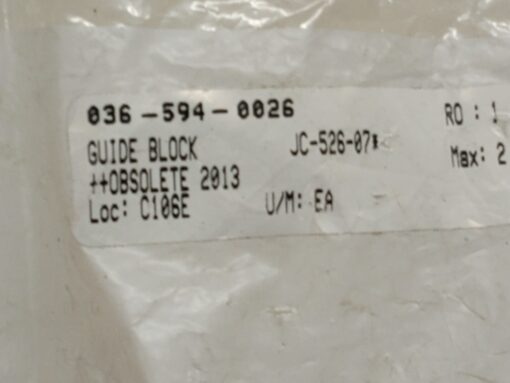 036-594-0026 RO : 1
GUIDE BLOCK JC-526-07*
++OBSOLETE 2013 Max: 2
Loc: C106E U/M: EA